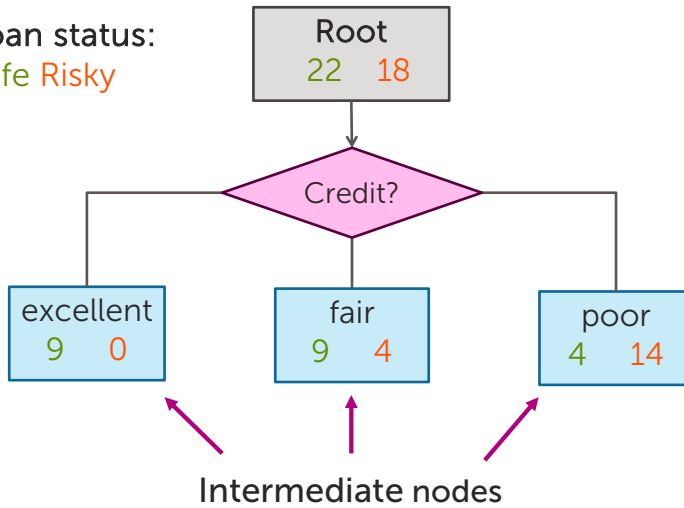 oan status:
fe Risky
Root
22 18
Credit?
excellent
9 0
fair
9 4
poor
4 14
Intermediate nodes